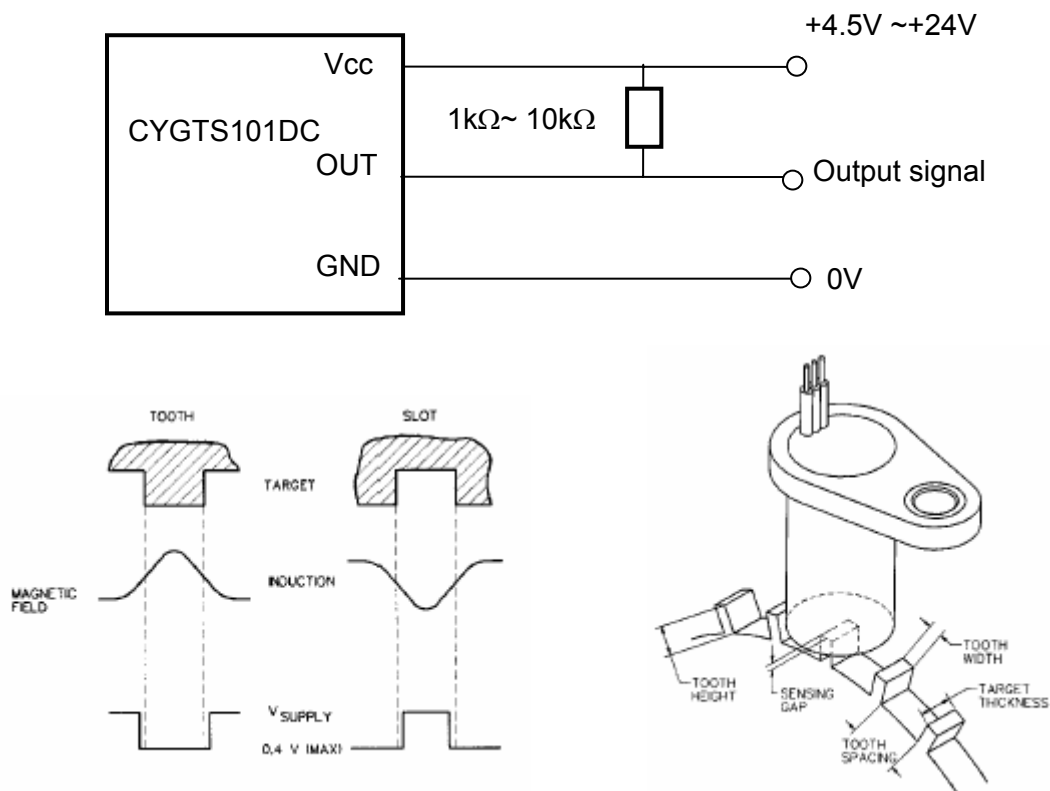 +4.5V ~+24V
Vcc
CYGTS101DC
1kΩ~ 10kΩ
OUT
Output signal
GND
0V
TOOTH
SLOT
TARGET
MAGNETIC
FIELD
INDUCTION
V SUPPLY
0.4 V (MAX)
TOOTH
HEIGHT
SENSING
GAP
TOOTH
WIDTH
TARGET
THICKNESS
TOOTH
SPACING